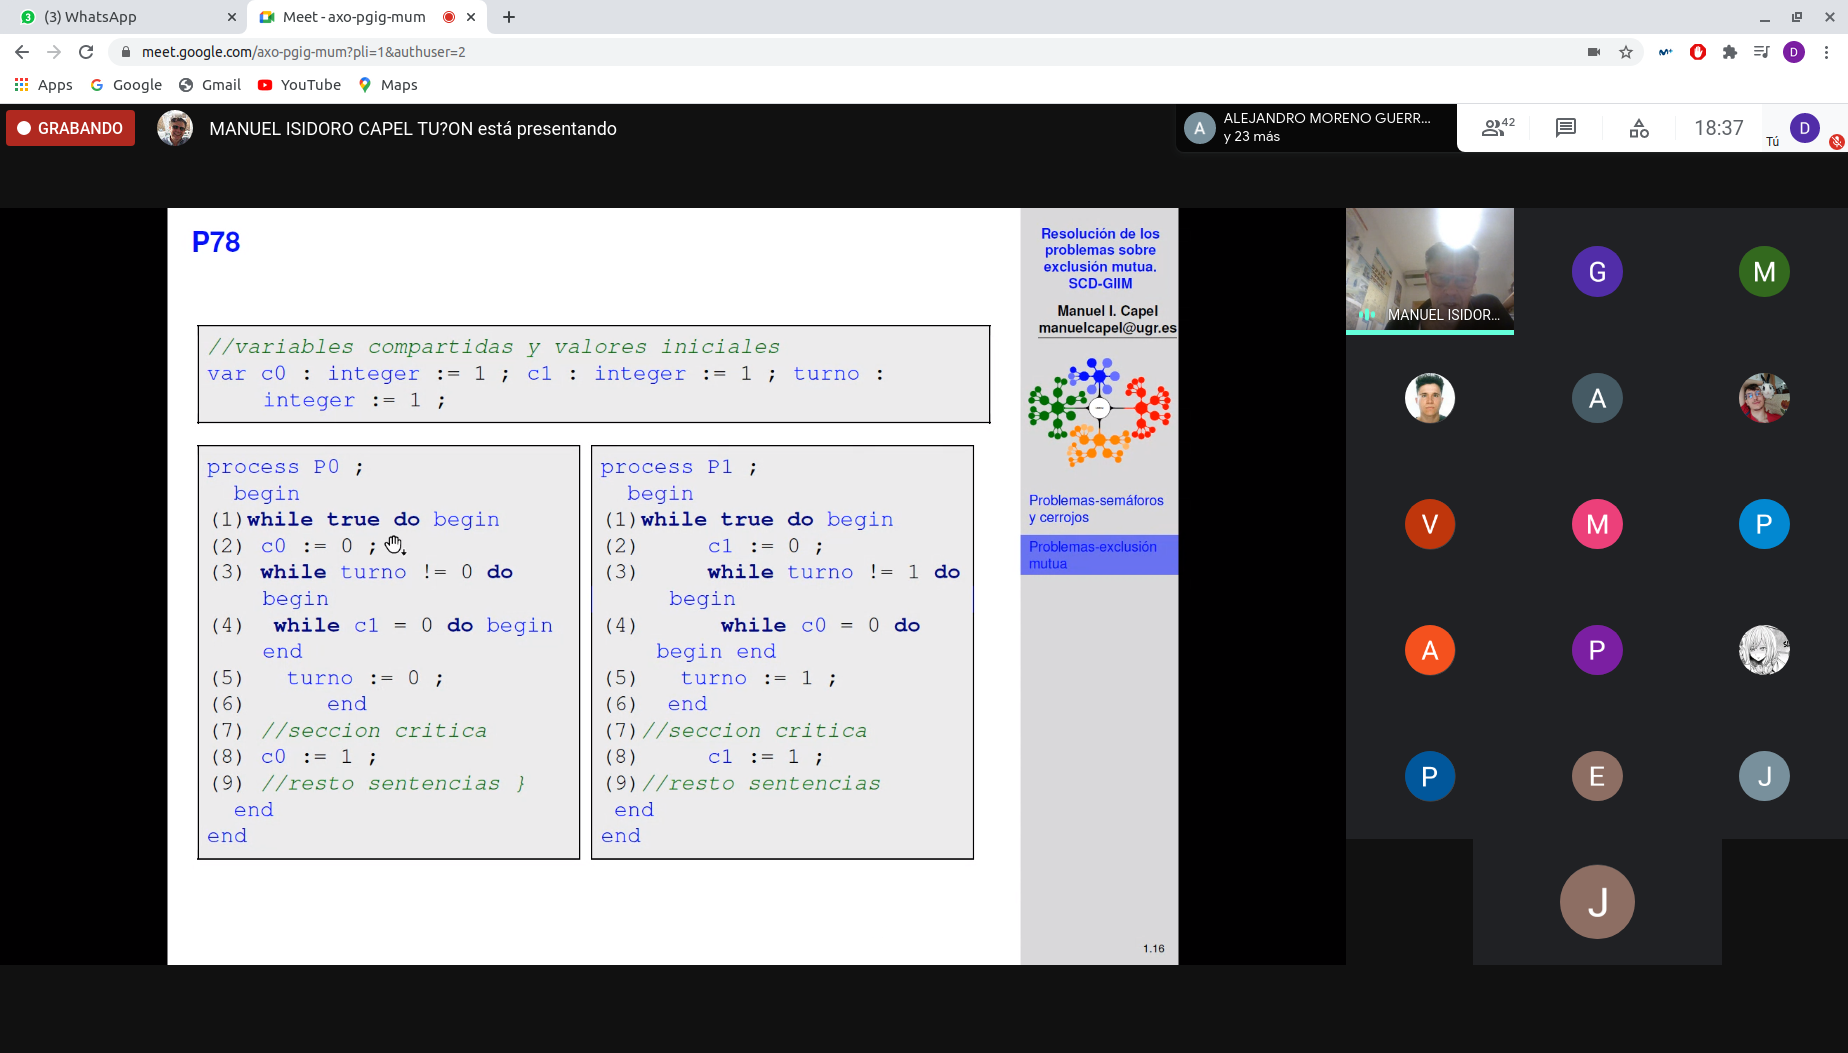 (3) WhatsApp
Meet - axo-pgig-mum
meet.google.com/axo-pgig-mum?pli=1&authuser=2
Apps Google Gmail YouTube Maps
D
GRABANDO
MANUEL ISIDORO CAPEL TU?ON está presentando
A
ALEJANDRO MORENO GUERR...
y 23 más
42
18:37
Tú
D
P78
//variables compartidas y valores iniciales
var c0 : integer := 1 ; c1 : integer := 1 ; turno :
integer := 1 ;
process P0 ;
begin
(1)while true do begin
(2) c0 := 0 ;
(3) while turno != 0 do
begin
(4) while c1 = 0 do begin
end
(5) turno := 0 ;
(6) end
(7) //seccion critica
(8) c0 := 1 ;
(9) //resto sentencias }
end
end
process P1 ;
begin
(1)while true do begin
(2) c1 := 0 ;
(3) while turno != 1 do
begin
(4) while c0 = 0 do
begin end
(5) turno := 1 ;
(6) end
(7)//seccion critica
(8) c1 := 1 ;
(9)//resto sentencias
end
end
Resolución de los
problemas sobre
exclusión mutua.
SCD-GIIM
Manuel I. Capel
manuelcapel@ugr.es
Problemas-semáforos
y cerrojos
Problemas-exclusión
mutua
1.16
MANUEL ISIDOR...
G
M
A
V
M
P
A
P
P
E
J
J